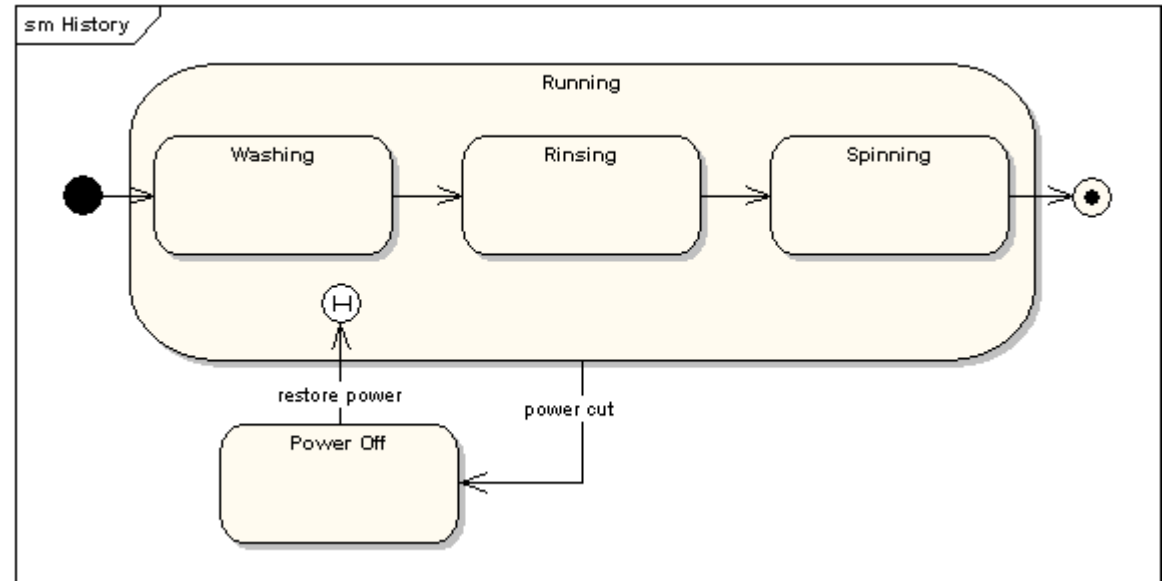 sm History
Running
Washing
Rinsing
Spinning
H
restore power
power cut
Power Off